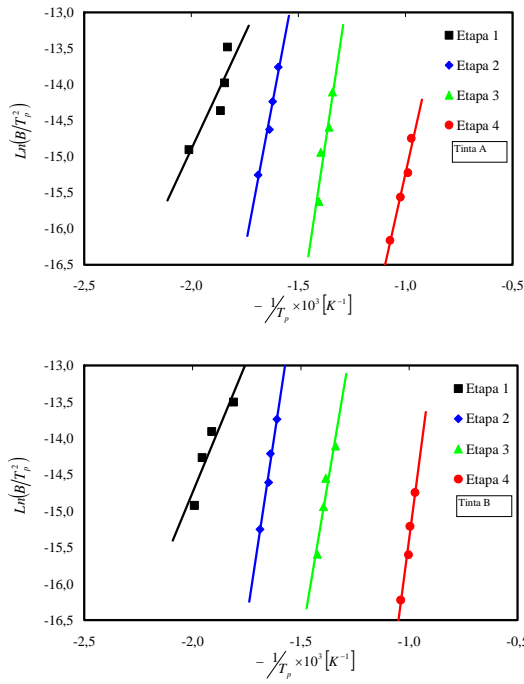 -13,0
-13,5
-14,0
-14,5
-15,0
-15,5
-16,0
-16,5
Ln(B/T_p^2)
-2,5
-2,0
-1,5
-1,0
-0,5
− 1/T_p ×10^3 [K^-1]
Etapa 1
Etapa 2
Etapa 3
Etapa 4
Tinta A
-13,0
-13,5
-14,0
-14,5
-15,0
-15,5
-16,0
-16,5
Ln(B/T_p^2)
-2,5
-2,0
-1,5
-1,0
-0,5
− 1/T_p ×10^3 [K^-1]
Etapa 1
Etapa 2
Etapa 3
Etapa 4
Tinta B